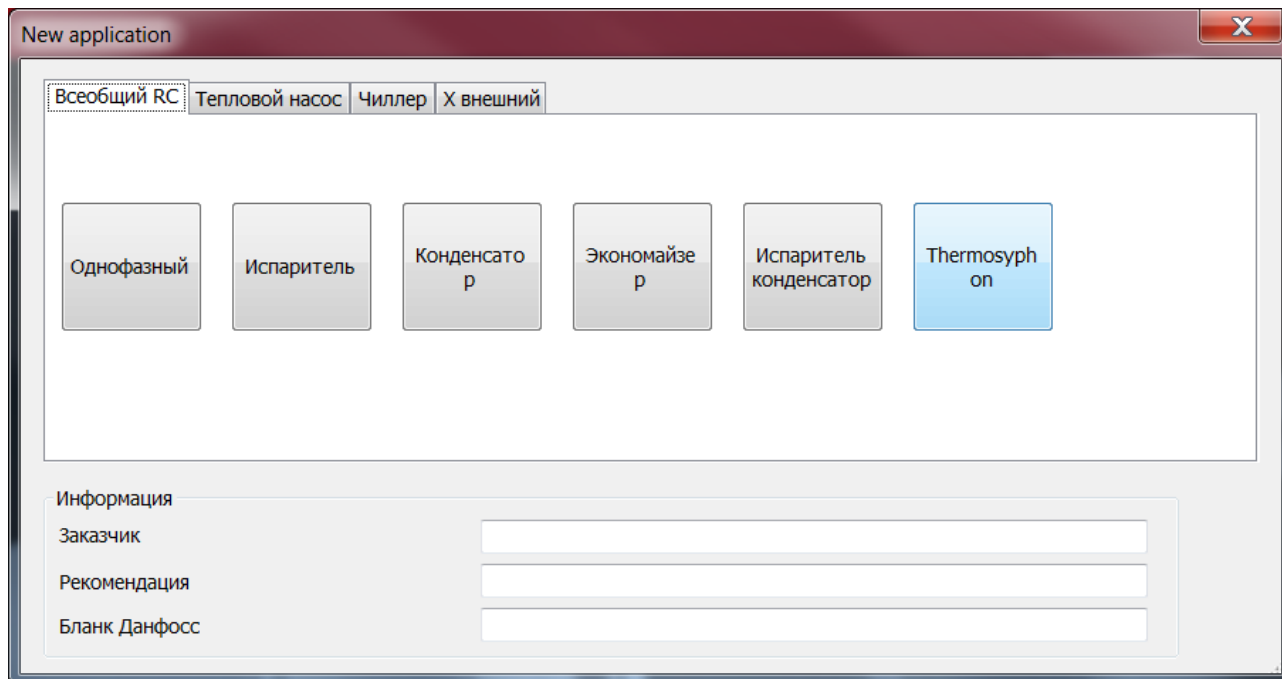 New application
Всеобщий RC Тепловой насос Чиллер X внешний
Однофазный
Испаритель
Конденсато
р
Экономайзе
р
Испаритель
конденсатор
Thermosyph
on
Информация
Заказчик
Рекомендация
Бланк Данфосс